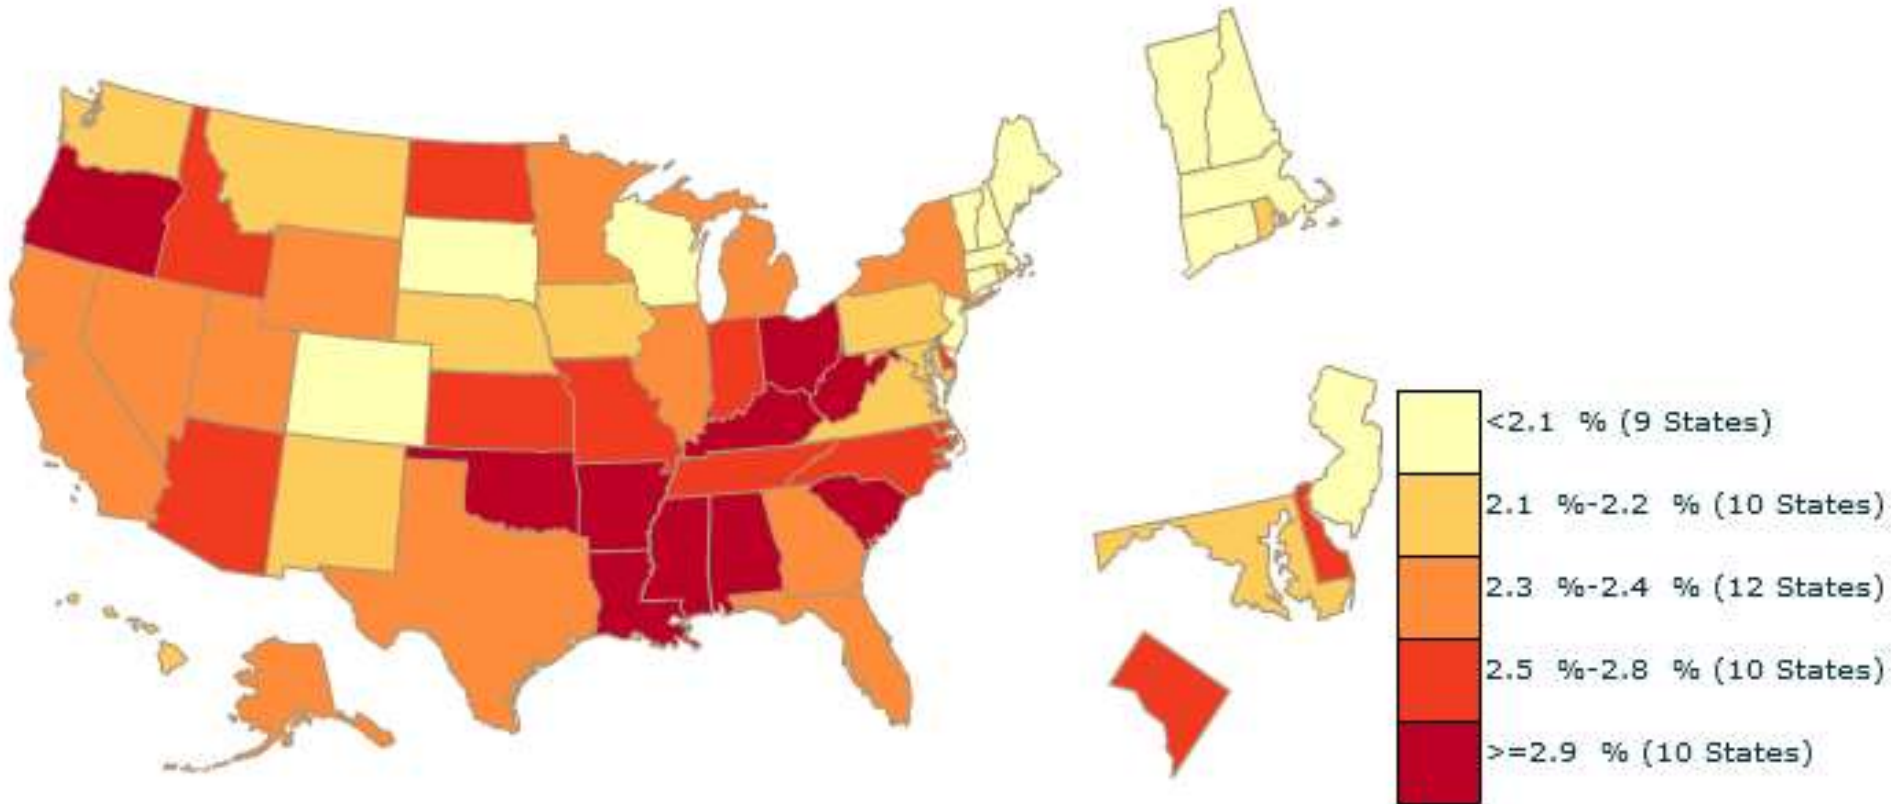 <2.1 % (9 States)
2.1 %-2.2 % (10 States)
2.3 %-2.4 % (12 States)
2.5 %-2.8 % (10 States)
>=2.9 % (10 States)